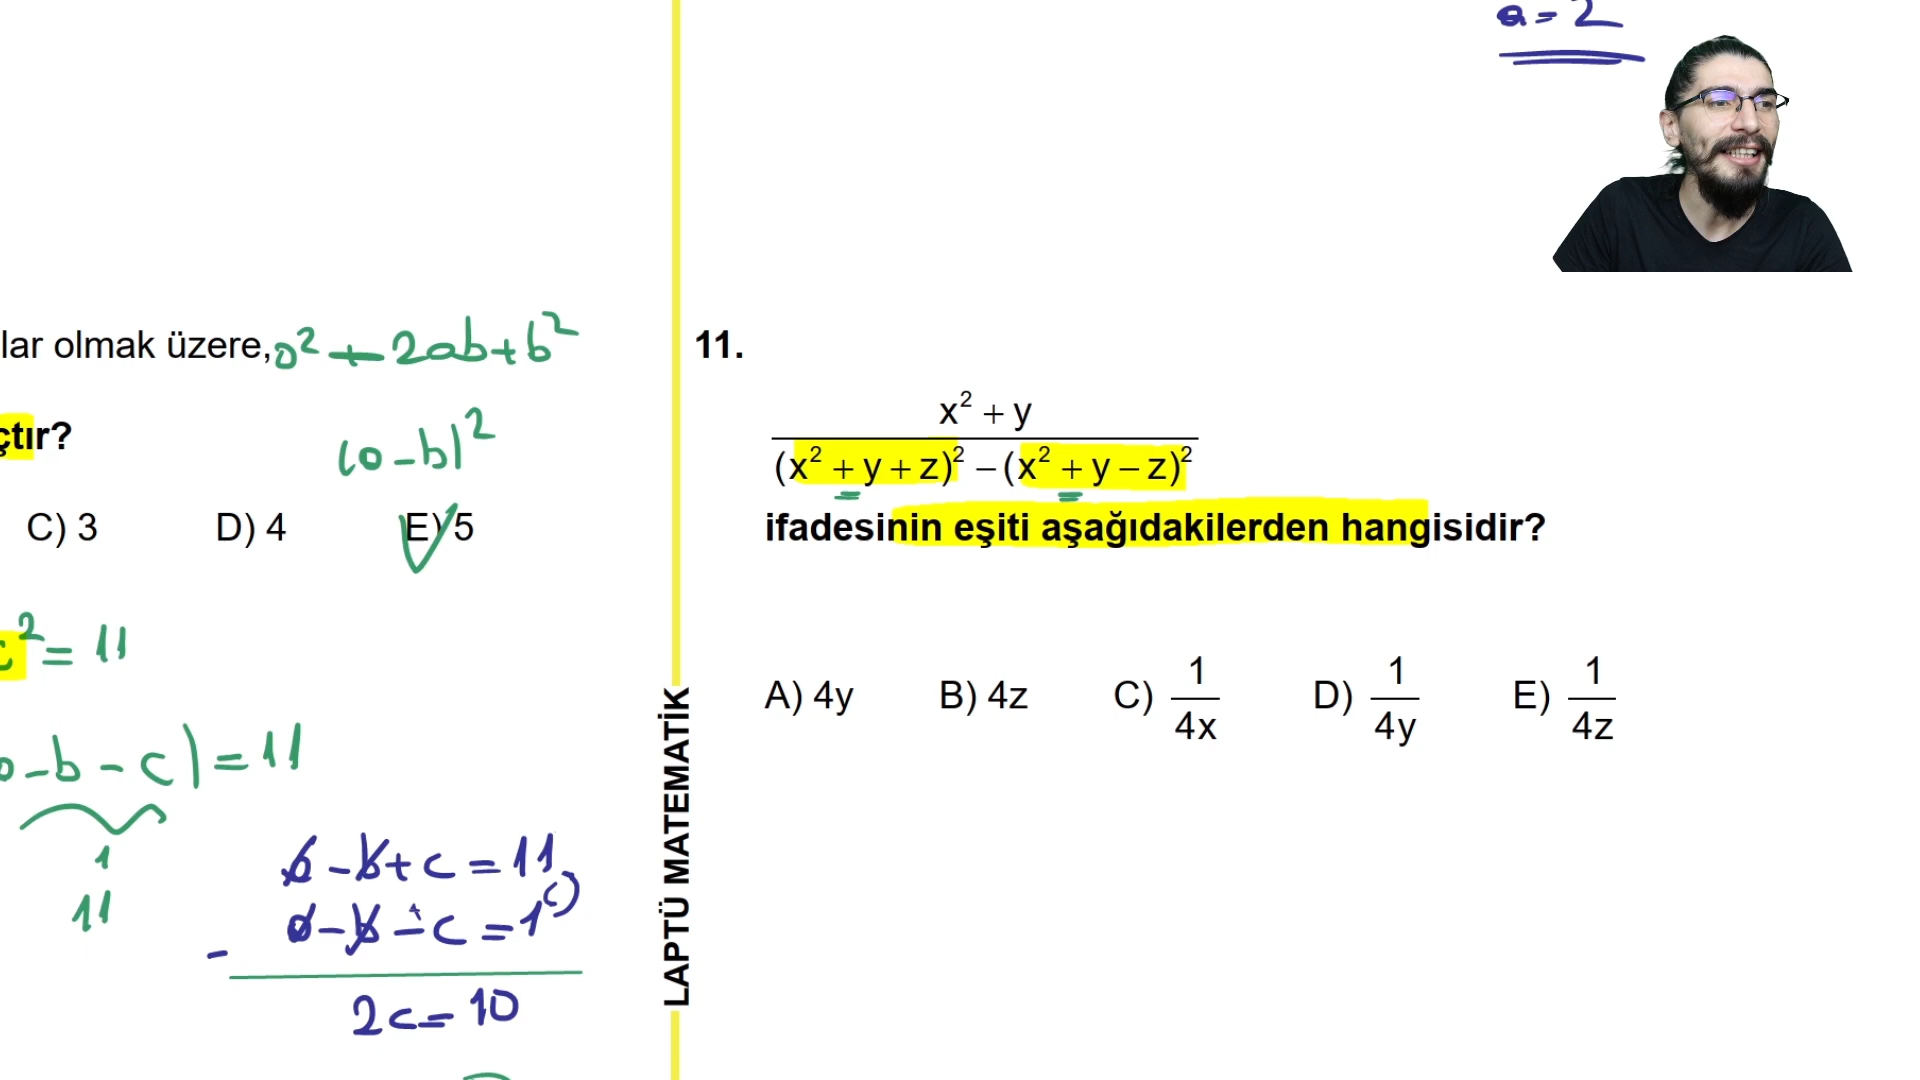 a = 2
lar olmak üzere, a² + 2ab + b²
çtır?
(a - b)²
C) 3 D) 4 E) 5
c² = 11
a - b - c) = 11
1
11
a - b + c = 11
a - b - c = 1 (-)
-
2c = 10
LAPTÜ MATEMATİK
11.
x² + y
(x² + y + z)² – (x² + y – z)²
ifadesinin eşiti aşağıdakilerden hangisidir?
A) 4y B) 4z C) 1/4x D) 1/4y E) 1/4z